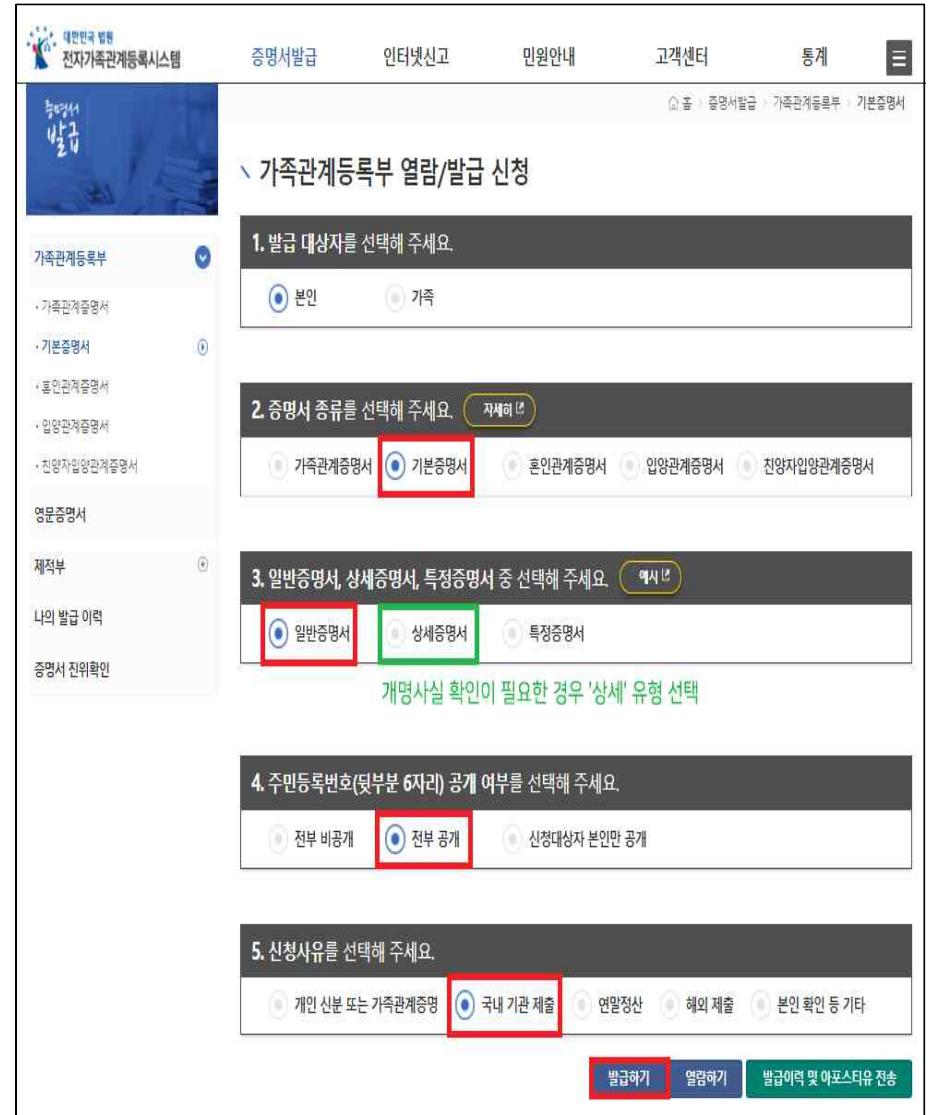 대한민국 법원
전자가족관계등록시스템
증명서발급 인터넷신고 민원안내 고객센터 통계
홈 > 증명서발급 > 가족관계등록부 > 기본증명서
증명서
발급
가족관계등록부 열람/발급 신청
가족관계등록부
· 가족관계증명서
· 기본증명서
· 혼인관계증명서
· 입양관계증명서
· 친양자입양관계증명서
영문증명서
제적부
나의 발급 이력
증명서 진위확인
1. 발급 대상자를 선택해 주세요.
본인 가족
2. 증명서 종류를 선택해 주세요. 자세히
가족관계증명서 기본증명서 혼인관계증명서 입양관계증명서 친양자입양관계증명서
3. 일반증명서, 상세증명서, 특정증명서 중 선택해 주세요. 예시
일반증명서 상세증명서 특정증명서
개명사실 확인이 필요한 경우 '상세' 유형 선택
4. 주민등록번호(뒷부분 6자리) 공개 여부를 선택해 주세요.
전부 비공개 전부 공개 신청대상자 본인만 공개
5. 신청사유를 선택해 주세요.
개인 신분 또는 가족관계증명 국내 기관 제출 연말정산 해외 제출 본인 확인 등 기타
발급하기 열람하기 발급이력 및 아포스티유 전송